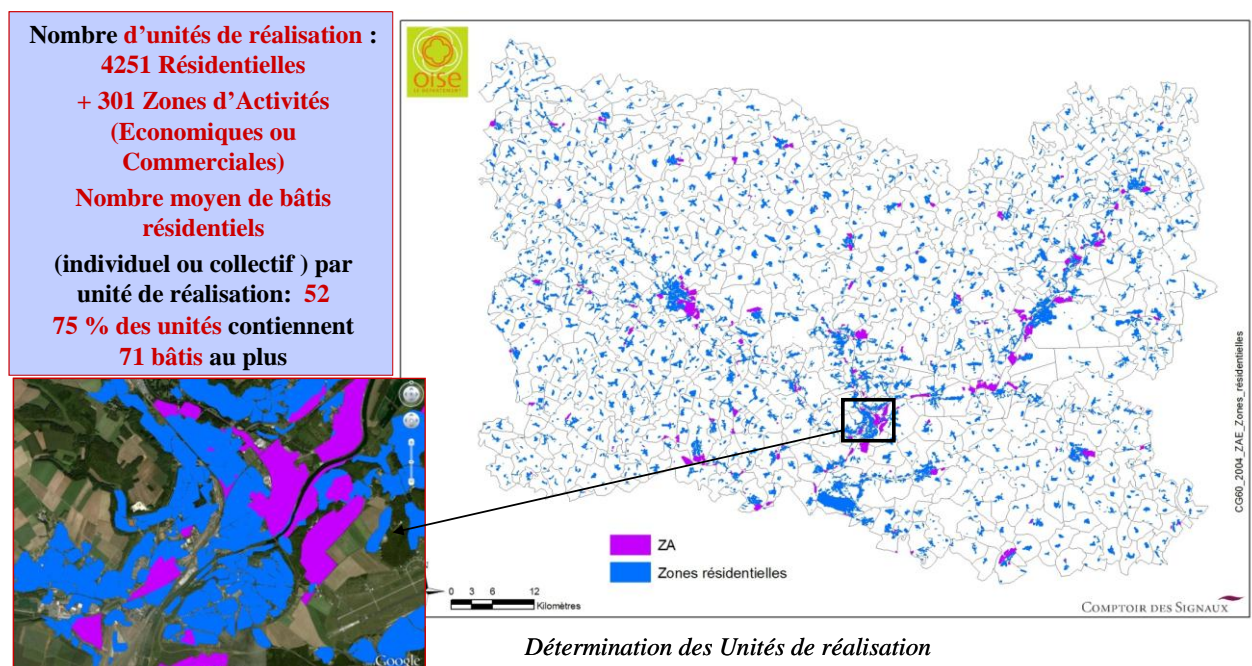 Nombre d'unités de réalisation :
4251 Résidentielles
+ 301 Zones d'Activités
(Economiques ou
Commerciales)
Nombre moyen de bâtis
résidentiels
(individuel ou collectif ) par
unité de réalisation: 52
75 % des unités contiennent
71 bâtis au plus
oise
LE DÉPARTEMENT
CG60_2004_ZAE_Zones_résidentielles
ZA
Zones résidentielles
0 3 6 12
Kilomètres
COMPTOIR DES SIGNAUX
Google
Détermination des Unités de réalisation